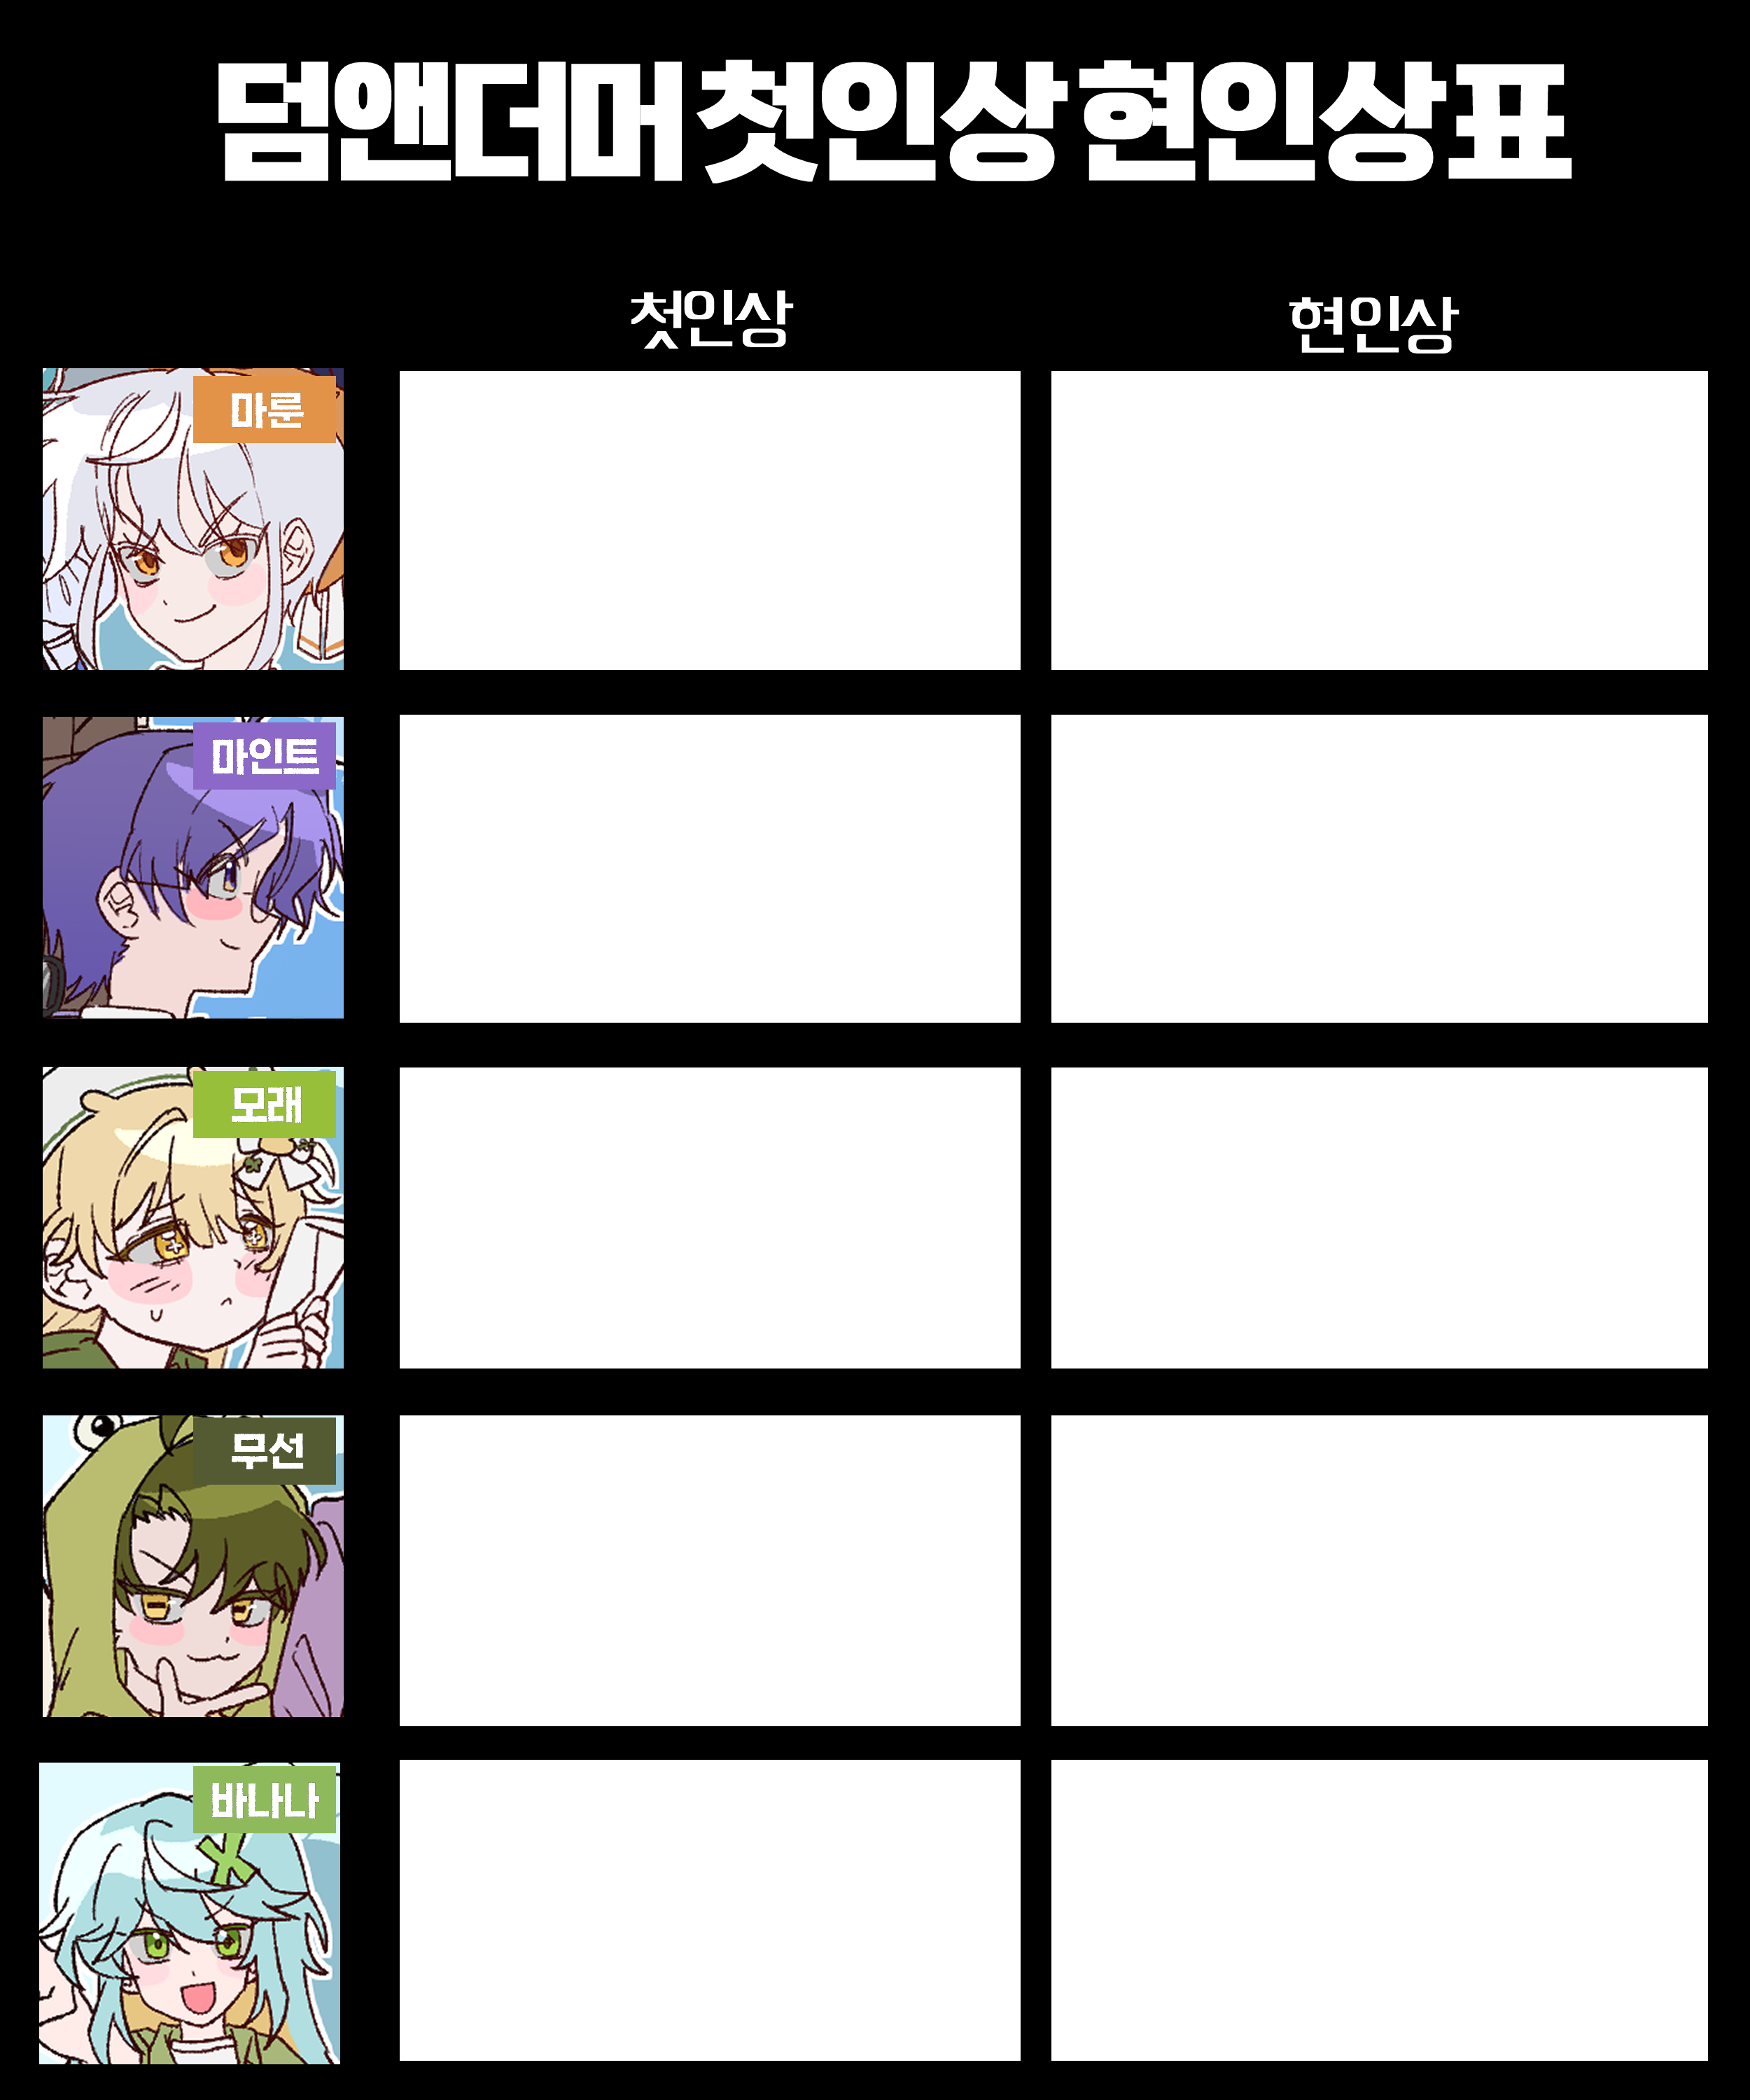 덤앤더머 첫인상 현인상 표
첫인상 현인상
마룬
마인트
모래
무선
바나나